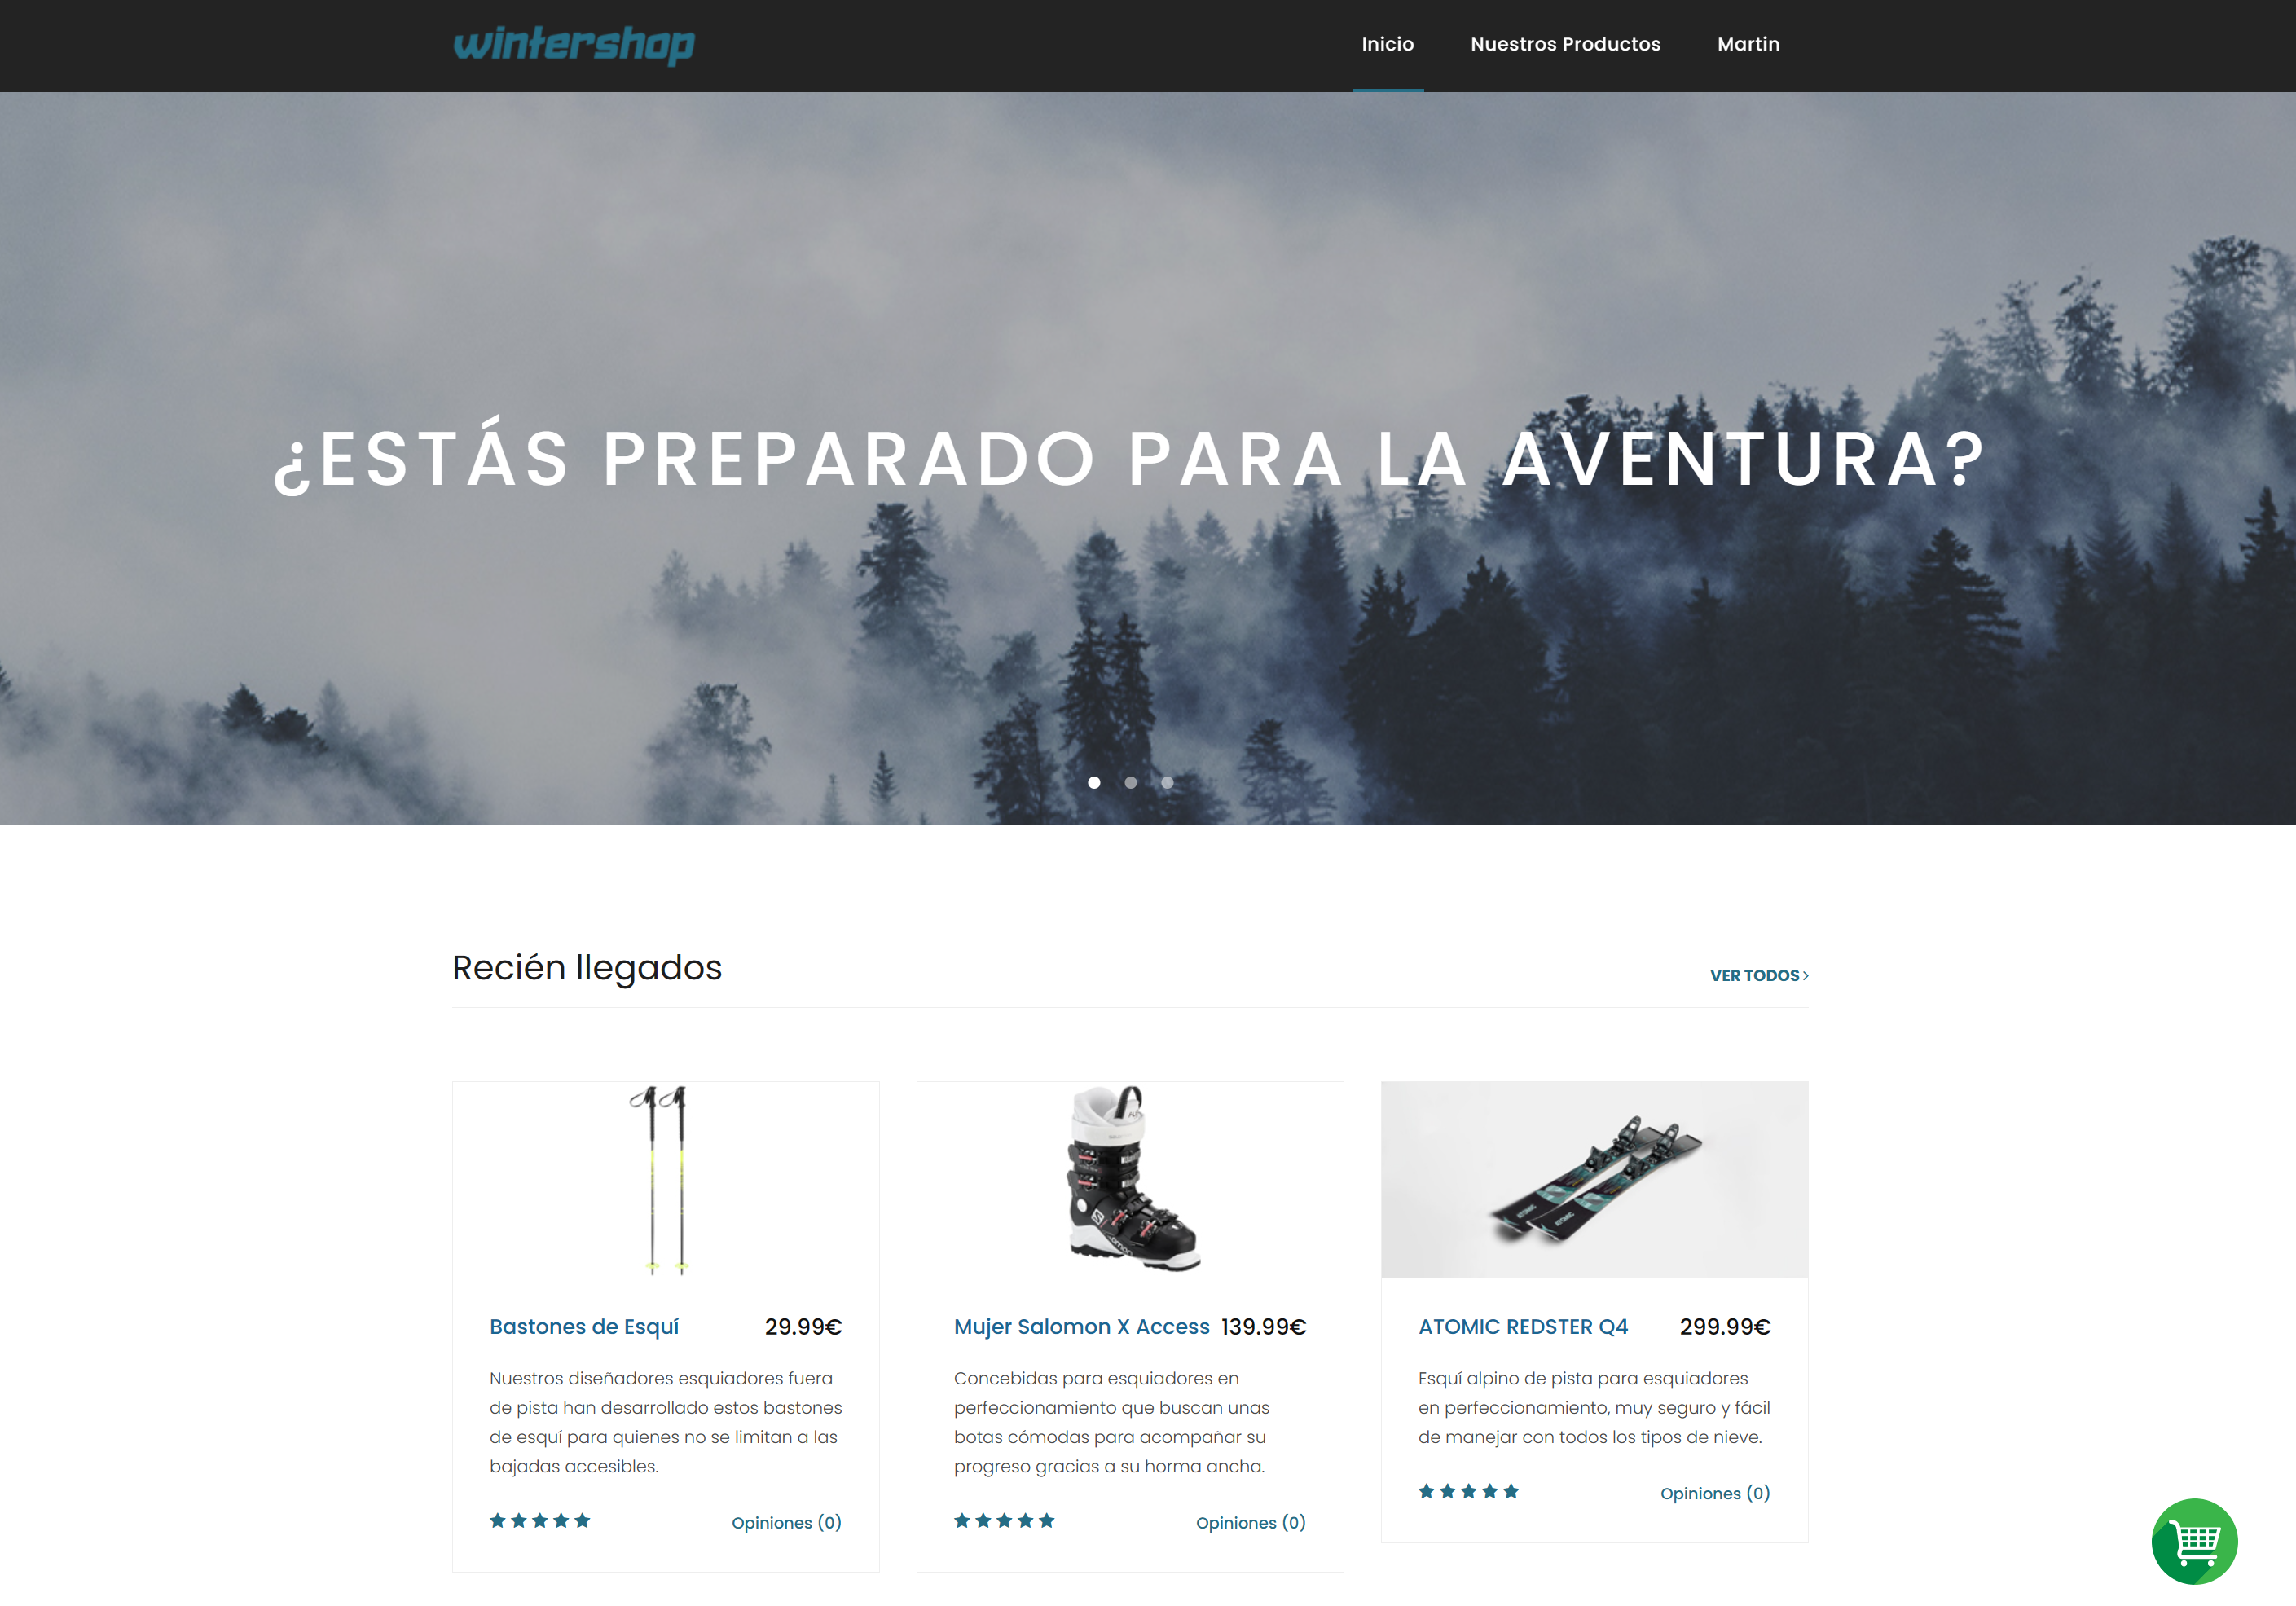 wintershop
Inicio
Nuestros Productos
Martin
¿ESTÁS PREPARADO PARA LA AVENTURA?
Recién llegados
VER TODOS
Bastones de Esquí
29.99€
Nuestros diseñadores esquiadores fuera
de pista han desarrollado estos bastones
de esquí para quienes no se limitan a las
bajadas accesibles.
Opiniones (0)
Mujer Salomon X Access
139.99€
Concebidas para esquiadores en
perfeccionamiento que buscan unas
botas cómodas para acompañar su
progreso gracias a su horma ancha.
Opiniones (0)
ATOMIC
ATOMIC
ATOMIC REDSTER Q4
299.99€
Esquí alpino de pista para esquiadores
en perfeccionamiento, muy seguro y fácil
de manejar con todos los tipos de nieve.
Opiniones (0)